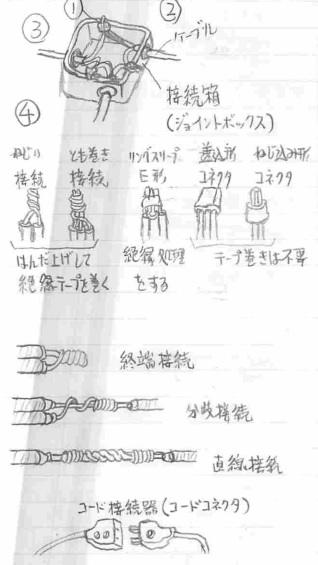 ① ②
③ ケーブル
接続箱
(ジョイントボックス)
④
ねじり接続 とも巻き接続 リングスリーブE形 差込形コネクタ ねじ込み形コネクタ
はんだ上げして 絶縁処理 テープ巻きは不要
絶縁テープを巻く をする
終端接続
分岐接続
直線接続
コード接続器(コードコネクタ)